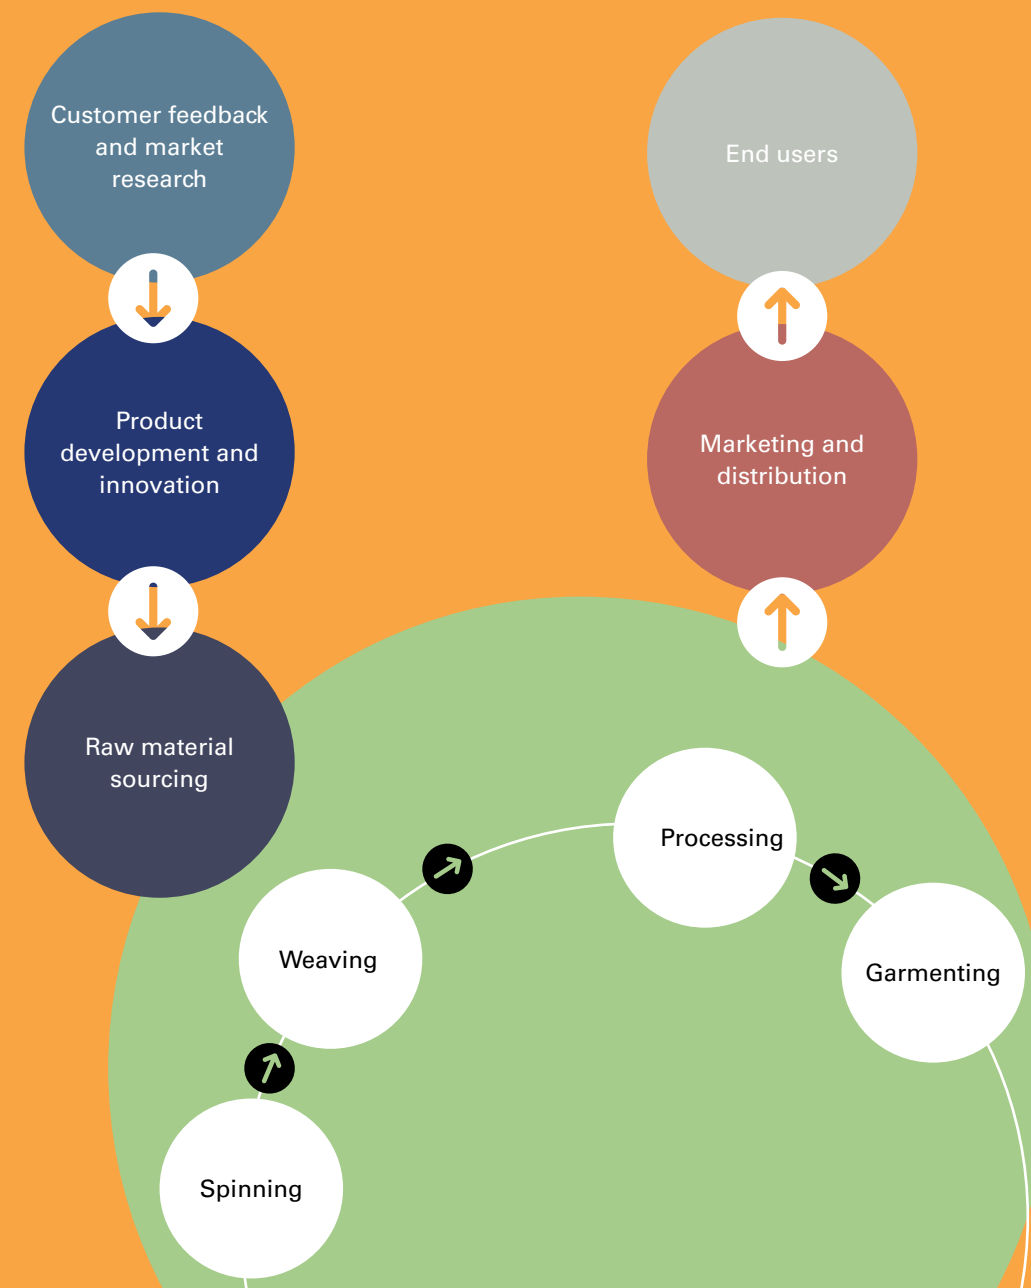 Customer feedback
and market
research
Product
development and
innovation
Raw material
sourcing
End users
Marketing and
distribution
Processing
Garmenting
Weaving
Spinning